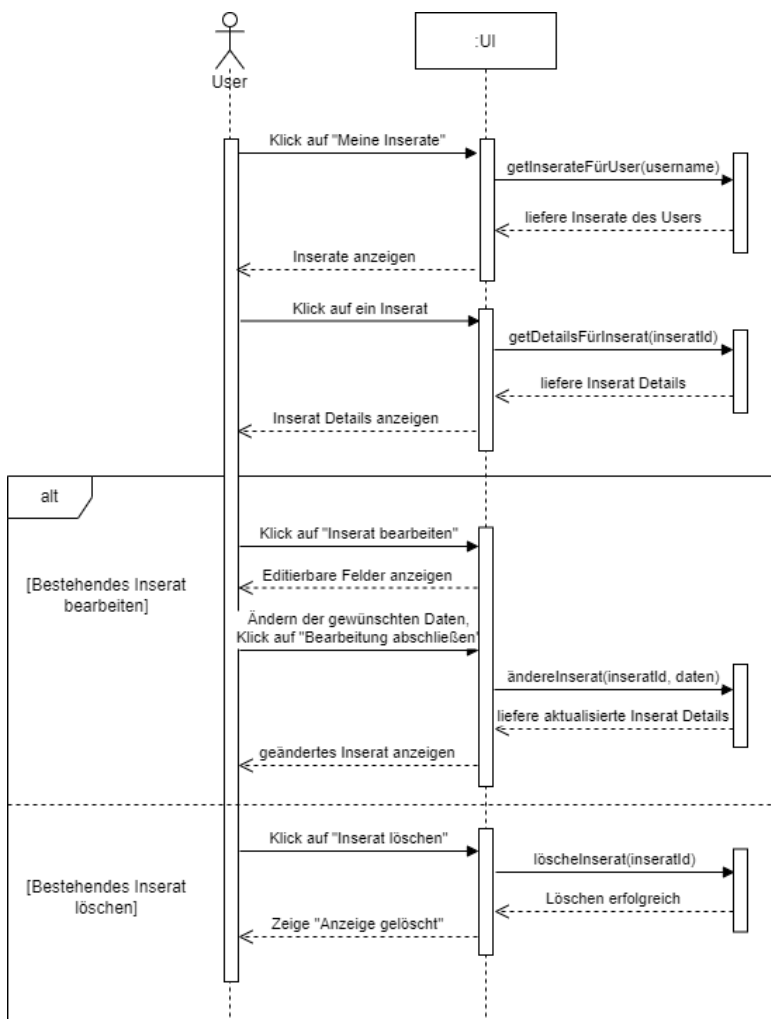 :UI
User
Klick auf "Meine Inserate"
getInserateFürUser(username)
liefere Inserate des Users
Inserate anzeigen
Klick auf ein Inserat
getDetailsFürInserat(inseratId)
liefere Inserat Details
Inserat Details anzeigen
alt
Klick auf "Inserat bearbeiten"
[Bestehendes Inserat
bearbeiten]
Editierbare Felder anzeigen
Ändern der gewünschten Daten,
Klick auf "Bearbeitung abschließen"
ändereInserat(inseratId, daten)
liefere aktualisierte Inserat Details
geändertes Inserat anzeigen
Klick auf "Inserat löschen"
löscheInserat(inseratId)
[Bestehendes Inserat
löschen]
Löschen erfolgreich
Zeige "Anzeige gelöscht"